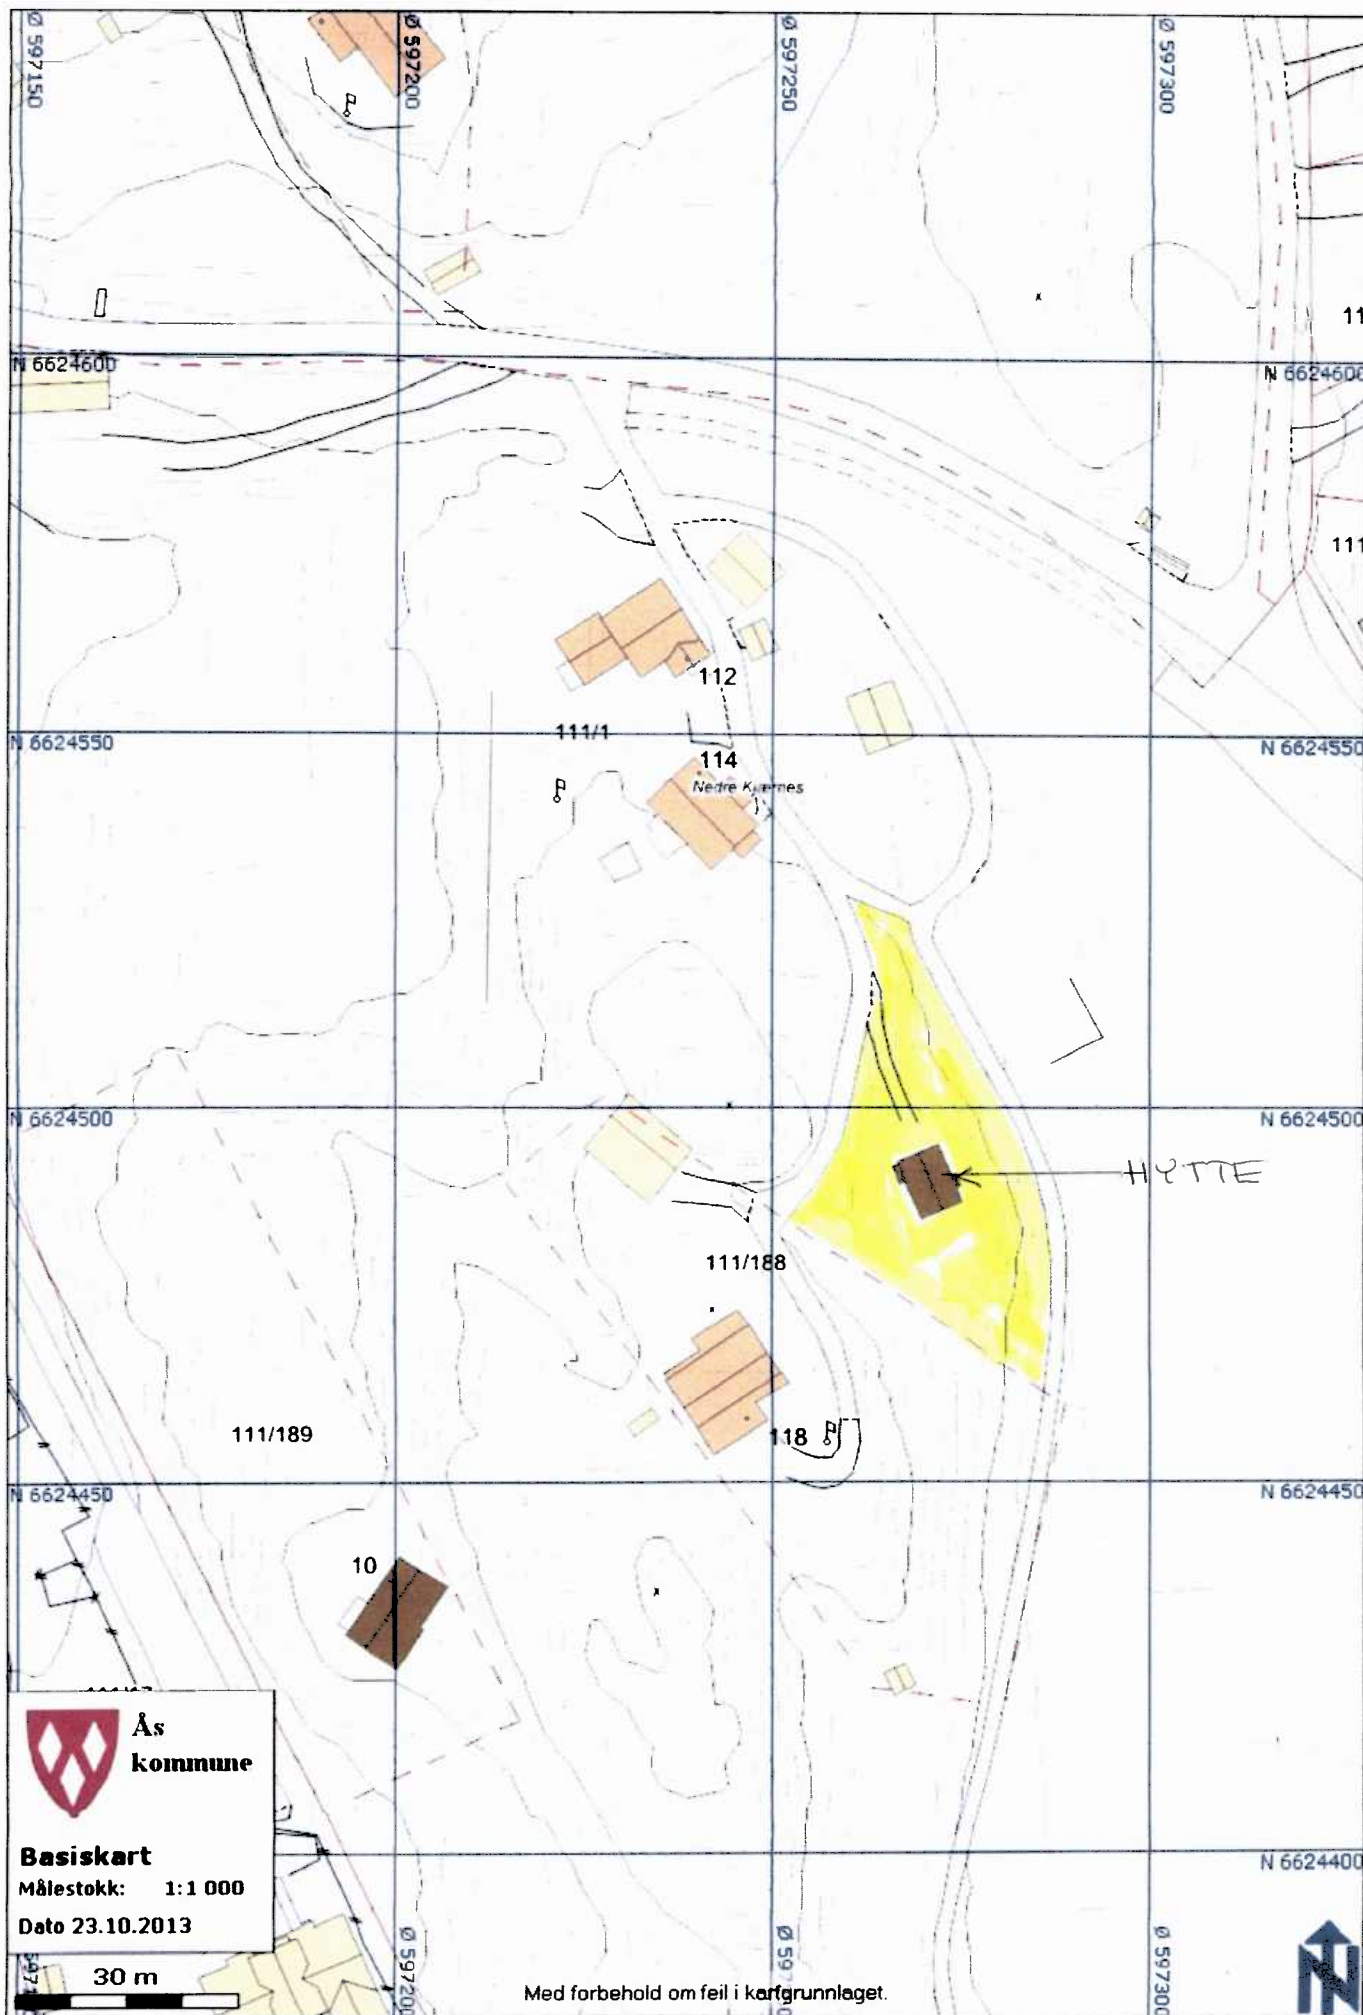 Ø 597150
Ø 597200
Ø 597250
Ø 597300
11
N 6624600
N 6624600
111
112
111/1
N 6624550
N 6624550
114
Nedre Kjærnes
N 6624500
N 6624500
HYTTE
111/188
111/189
118
N 6624450
N 6624450
10
Ås
kommune
Basiskart
Målestokk: 1:1 000
Dato 23.10.2013
N 6624400
Ø 597200
Ø 597300
30 m
Med forbehold om feil i kartgrunnlaget.
N